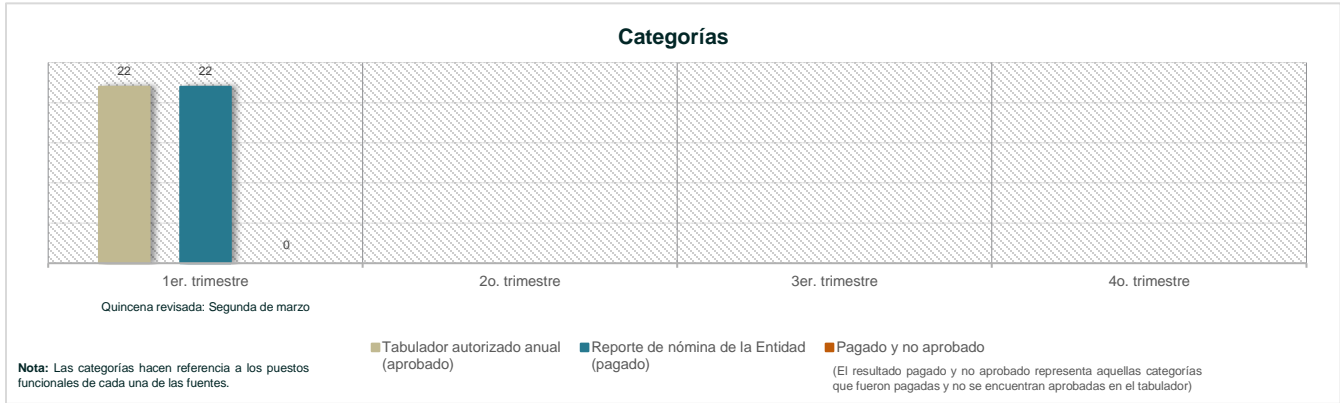 Categorías
22
22
0
1er. trimestre
2o. trimestre
3er. trimestre
4o. trimestre
Quincena revisada: Segunda de marzo
Tabulador autorizado anual
(aprobado)
Reporte de nómina de la Entidad
(pagado)
Pagado y no aprobado
(El resultado pagado y no aprobado representa aquellas categorías
que fueron pagadas y no se encuentran aprobadas en el tabulador)
Nota: Las categorías hacen referencia a los puestos
funcionales de cada una de las fuentes.